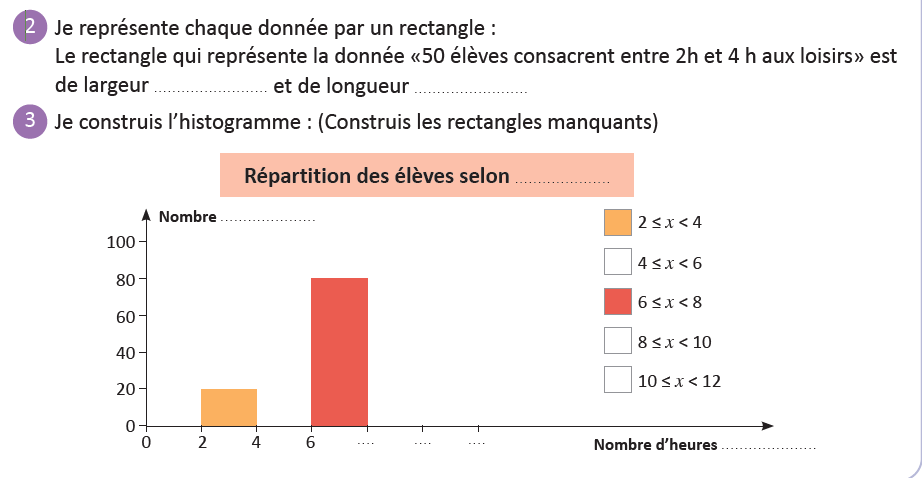 2 Je représente chaque donnée par un rectangle :
Le rectangle qui représente la donnée «50 élèves consacrent entre 2h et 4 h aux loisirs» est
de largeur ........................ et de longueur ........................
3 Je construis l’histogramme : (Construis les rectangles manquants)
Répartition des élèves selon .....................
Nombre .....................
100
80
60
40
20
0
0 2 4 6 .... .... ....
Nombre d’heures .....................
2 ≤ x < 4
4 ≤ x < 6
6 ≤ x < 8
8 ≤ x < 10
10 ≤ x < 12